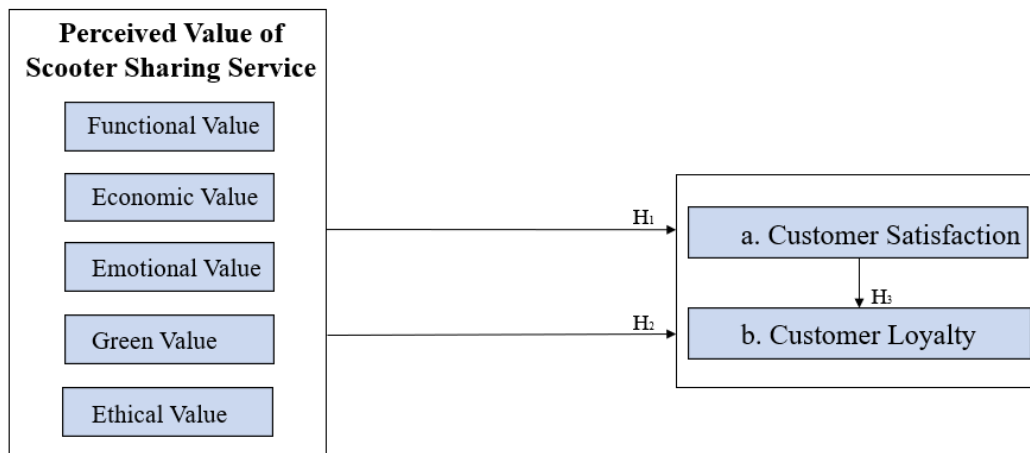 Perceived Value of
Scooter Sharing Service
Functional Value
Economic Value
Emotional Value
Green Value
Ethical Value
H₁
H₂
a. Customer Satisfaction
H₃
b. Customer Loyalty